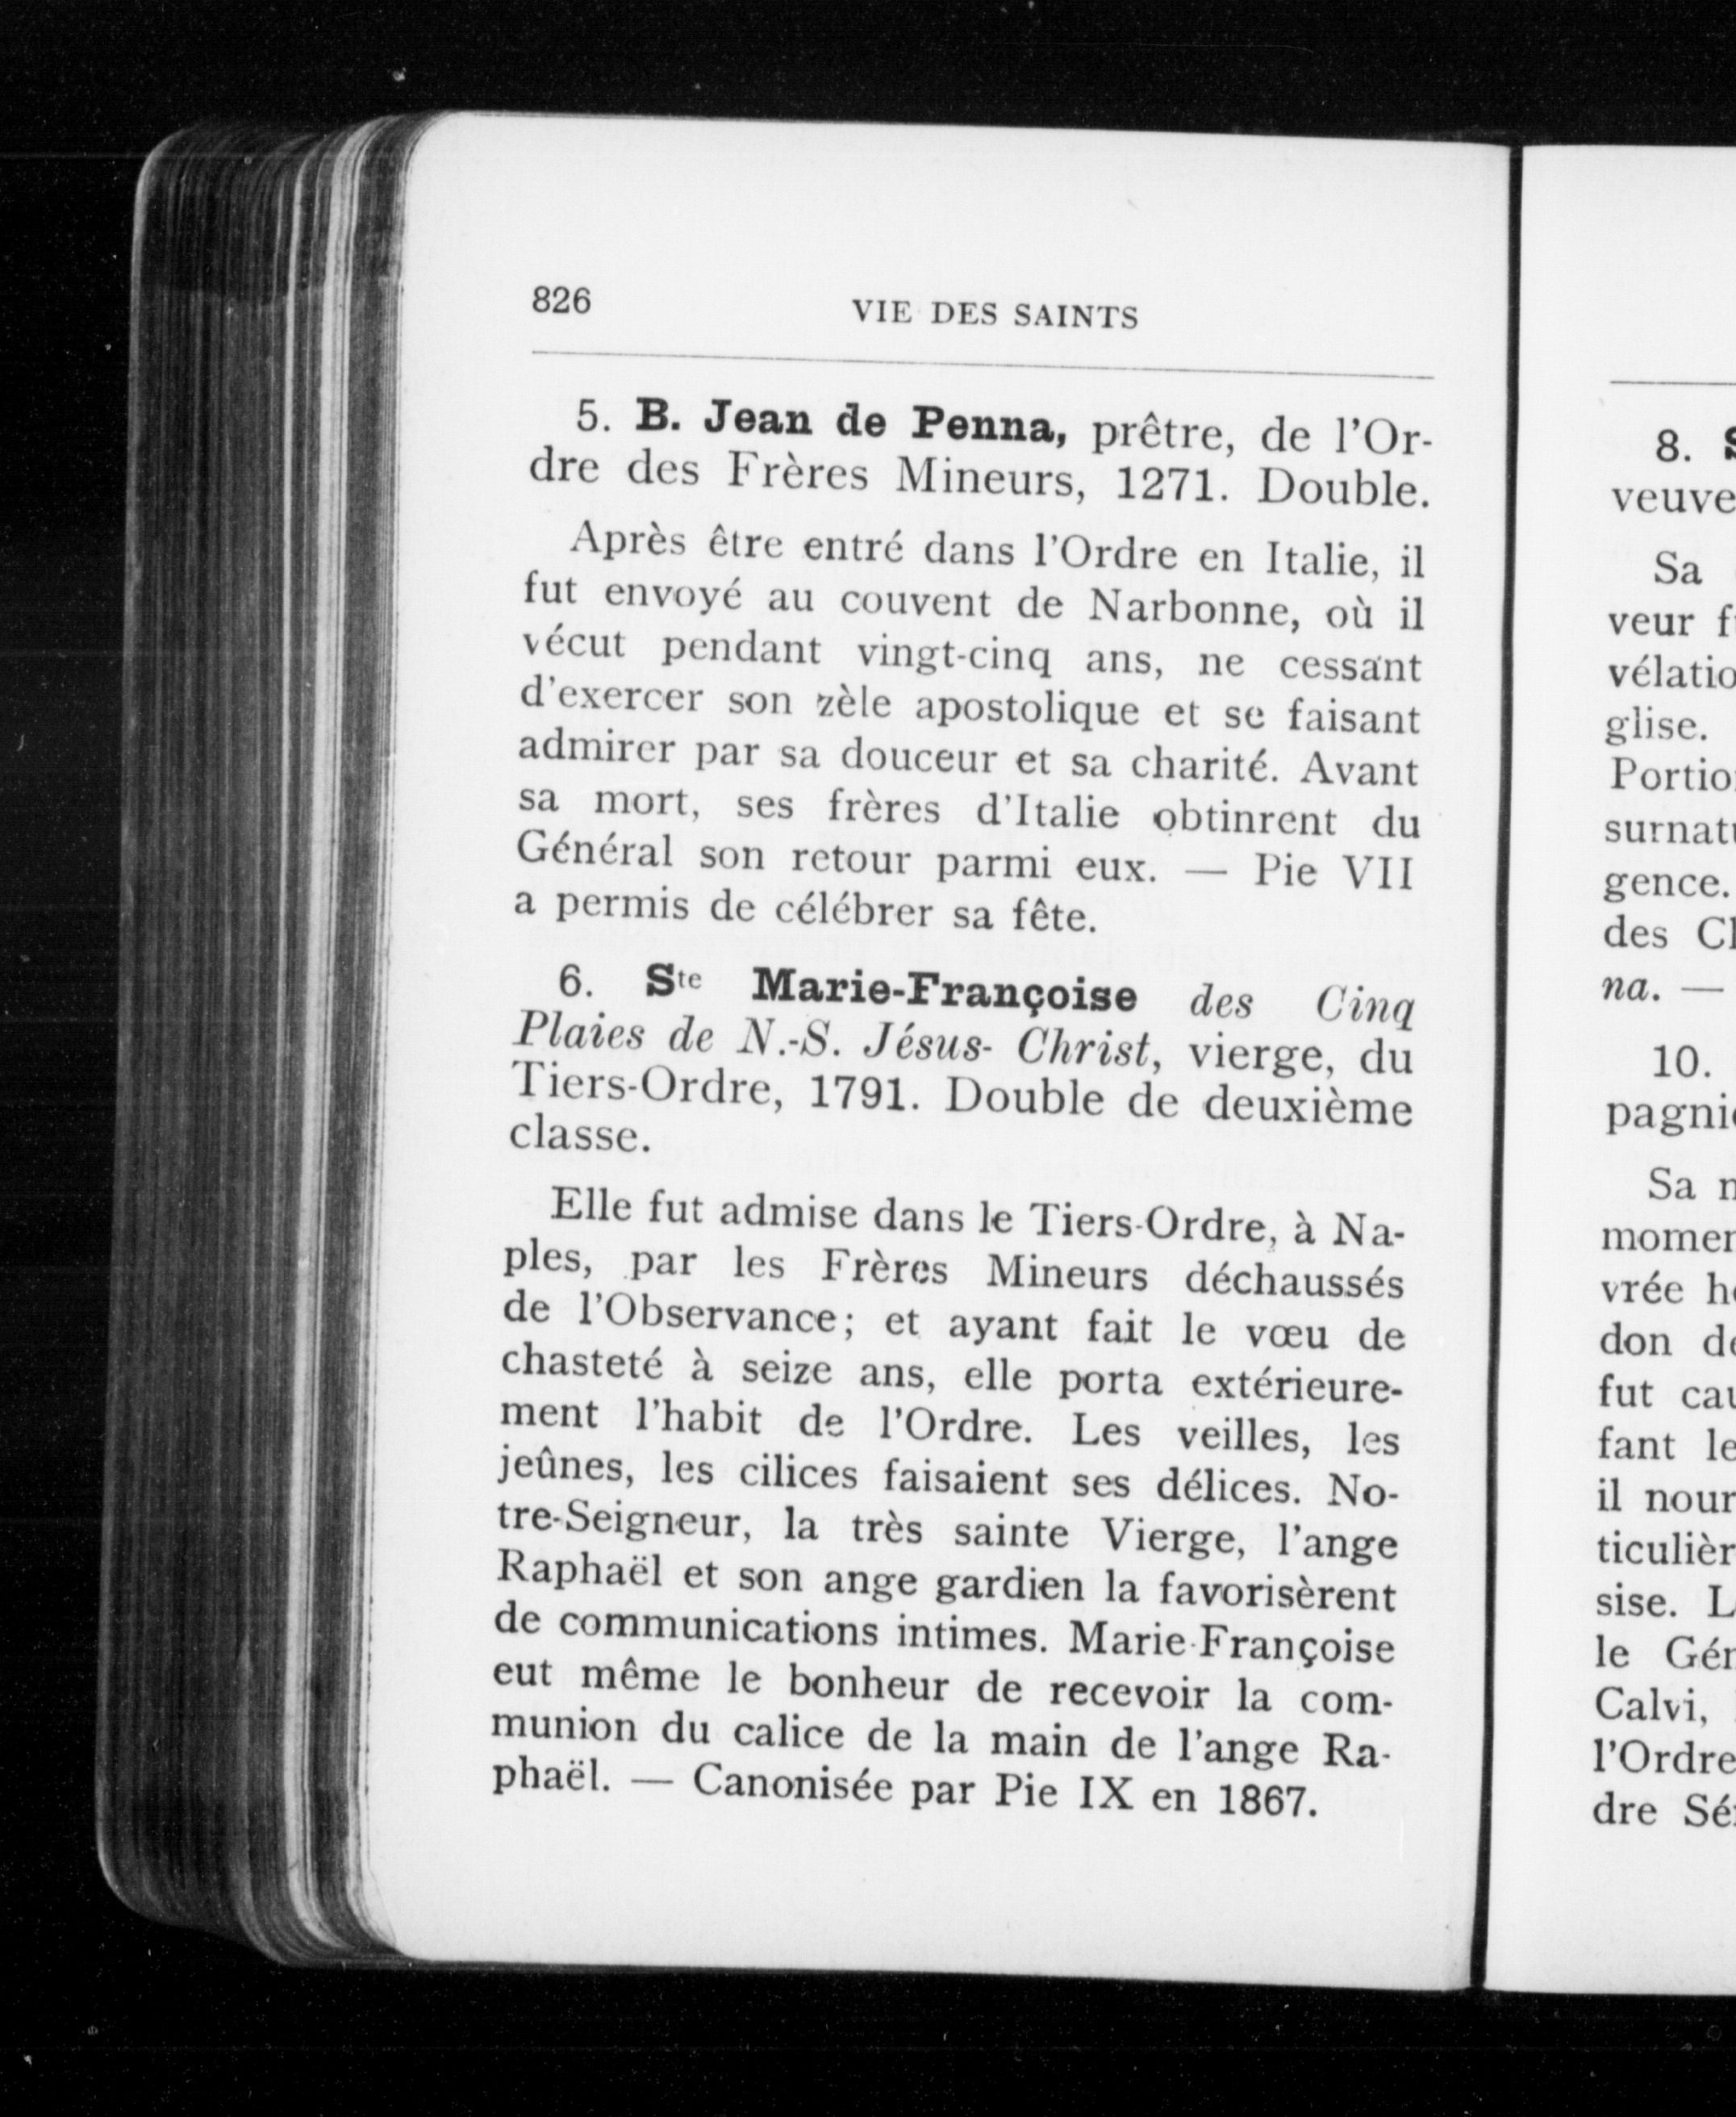 826 VIE DES SAINTS
5. B. Jean de Penna, prêtre, de l'Or-
dre des Frères Mineurs, 1271. Double.
Après être entré dans l'Ordre en Italie, il
fut envoyé au couvent de Narbonne, où il
vécut pendant vingt-cinq ans, ne cessant
d'exercer son zèle apostolique et se faisant
admirer par sa douceur et sa charité. Avant
sa mort, ses frères d'Italie obtinrent du
Général son retour parmi eux. — Pie VII
a permis de célébrer sa fête.
6. Ste Marie-Françoise des Cinq
Plaies de N.-S. Jésus- Christ, vierge, du
Tiers-Ordre, 1791. Double de deuxième
classe.
Elle fut admise dans le Tiers-Ordre, à Na-
ples, par les Frères Mineurs déchaussés
de l'Observance; et ayant fait le vœu de
chasteté à seize ans, elle porta extérieure-
ment l'habit de l'Ordre. Les veilles, les
jeûnes, les cilices faisaient ses délices. No-
tre-Seigneur, la très sainte Vierge, l'ange
Raphaël et son ange gardien la favorisèrent
de communications intimes. Marie-Françoise
eut même le bonheur de recevoir la com-
munion du calice de la main de l'ange Ra-
phaël. — Canonisée par Pie IX en 1867.
8.
veuve
Sa
veur
glise.
gence.
des
na. —
10.
Sa
don
fut
il
sise.
le
Calvi,
l'Ordre
dre